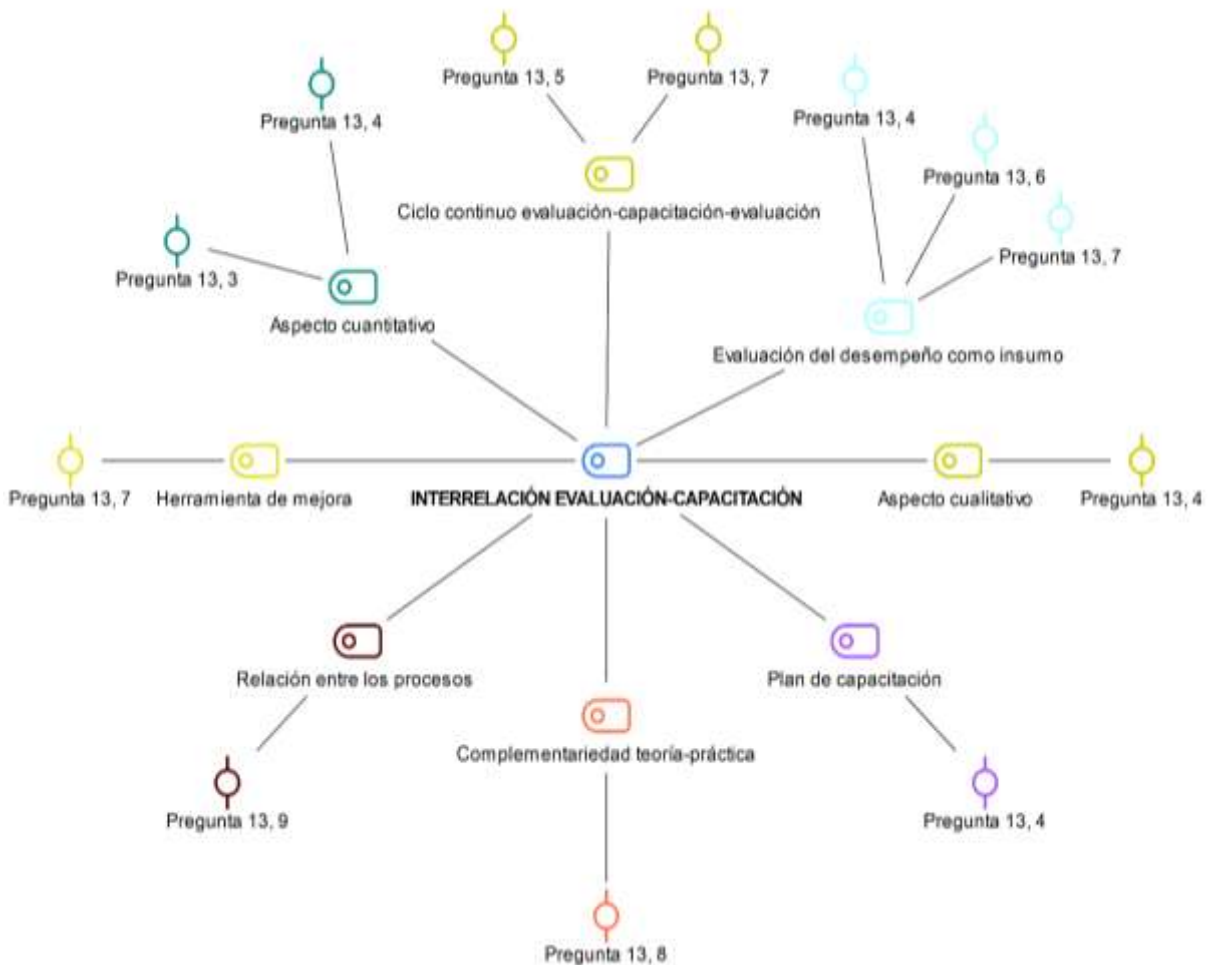 Pregunta 13, 5
Pregunta 13, 7
Pregunta 13, 4
Pregunta 13, 4
Pregunta 13, 6
Ciclo continuo evaluación-capacitación-evaluación
Pregunta 13, 3
Pregunta 13, 7
Aspecto cuantitativo
Evaluación del desempeño como insumo
Pregunta 13, 7
Herramienta de mejora
INTERRELACIÓN EVALUACIÓN-CAPACITACIÓN
Aspecto cualitativo
Pregunta 13, 4
Relación entre los procesos
Plan de capacitación
Complementariedad teoría-práctica
Pregunta 13, 9
Pregunta 13, 4
Pregunta 13, 8